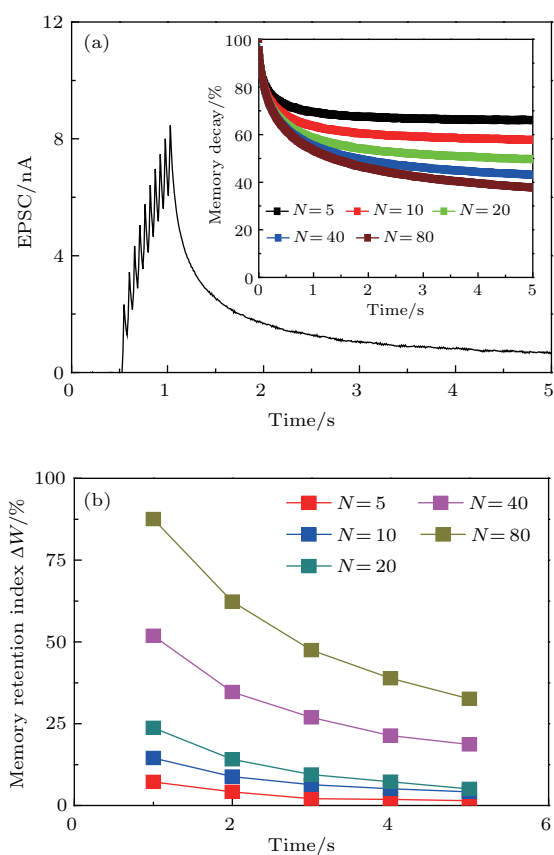 (a)
EPSC/nA
12
8
4
0
0 1 2 3 4 5
Time/s
Memory decay/%
100
80
60
40
20
0
N=5 N=10 N=20
N=40 N=80
0 1 2 3 4 5
Time/s
(b)
Memory retention index ΔW/%
100
75
50
25
0
N=5 N=40
N=10 N=80
N=20
0 2 4 6
Time/s